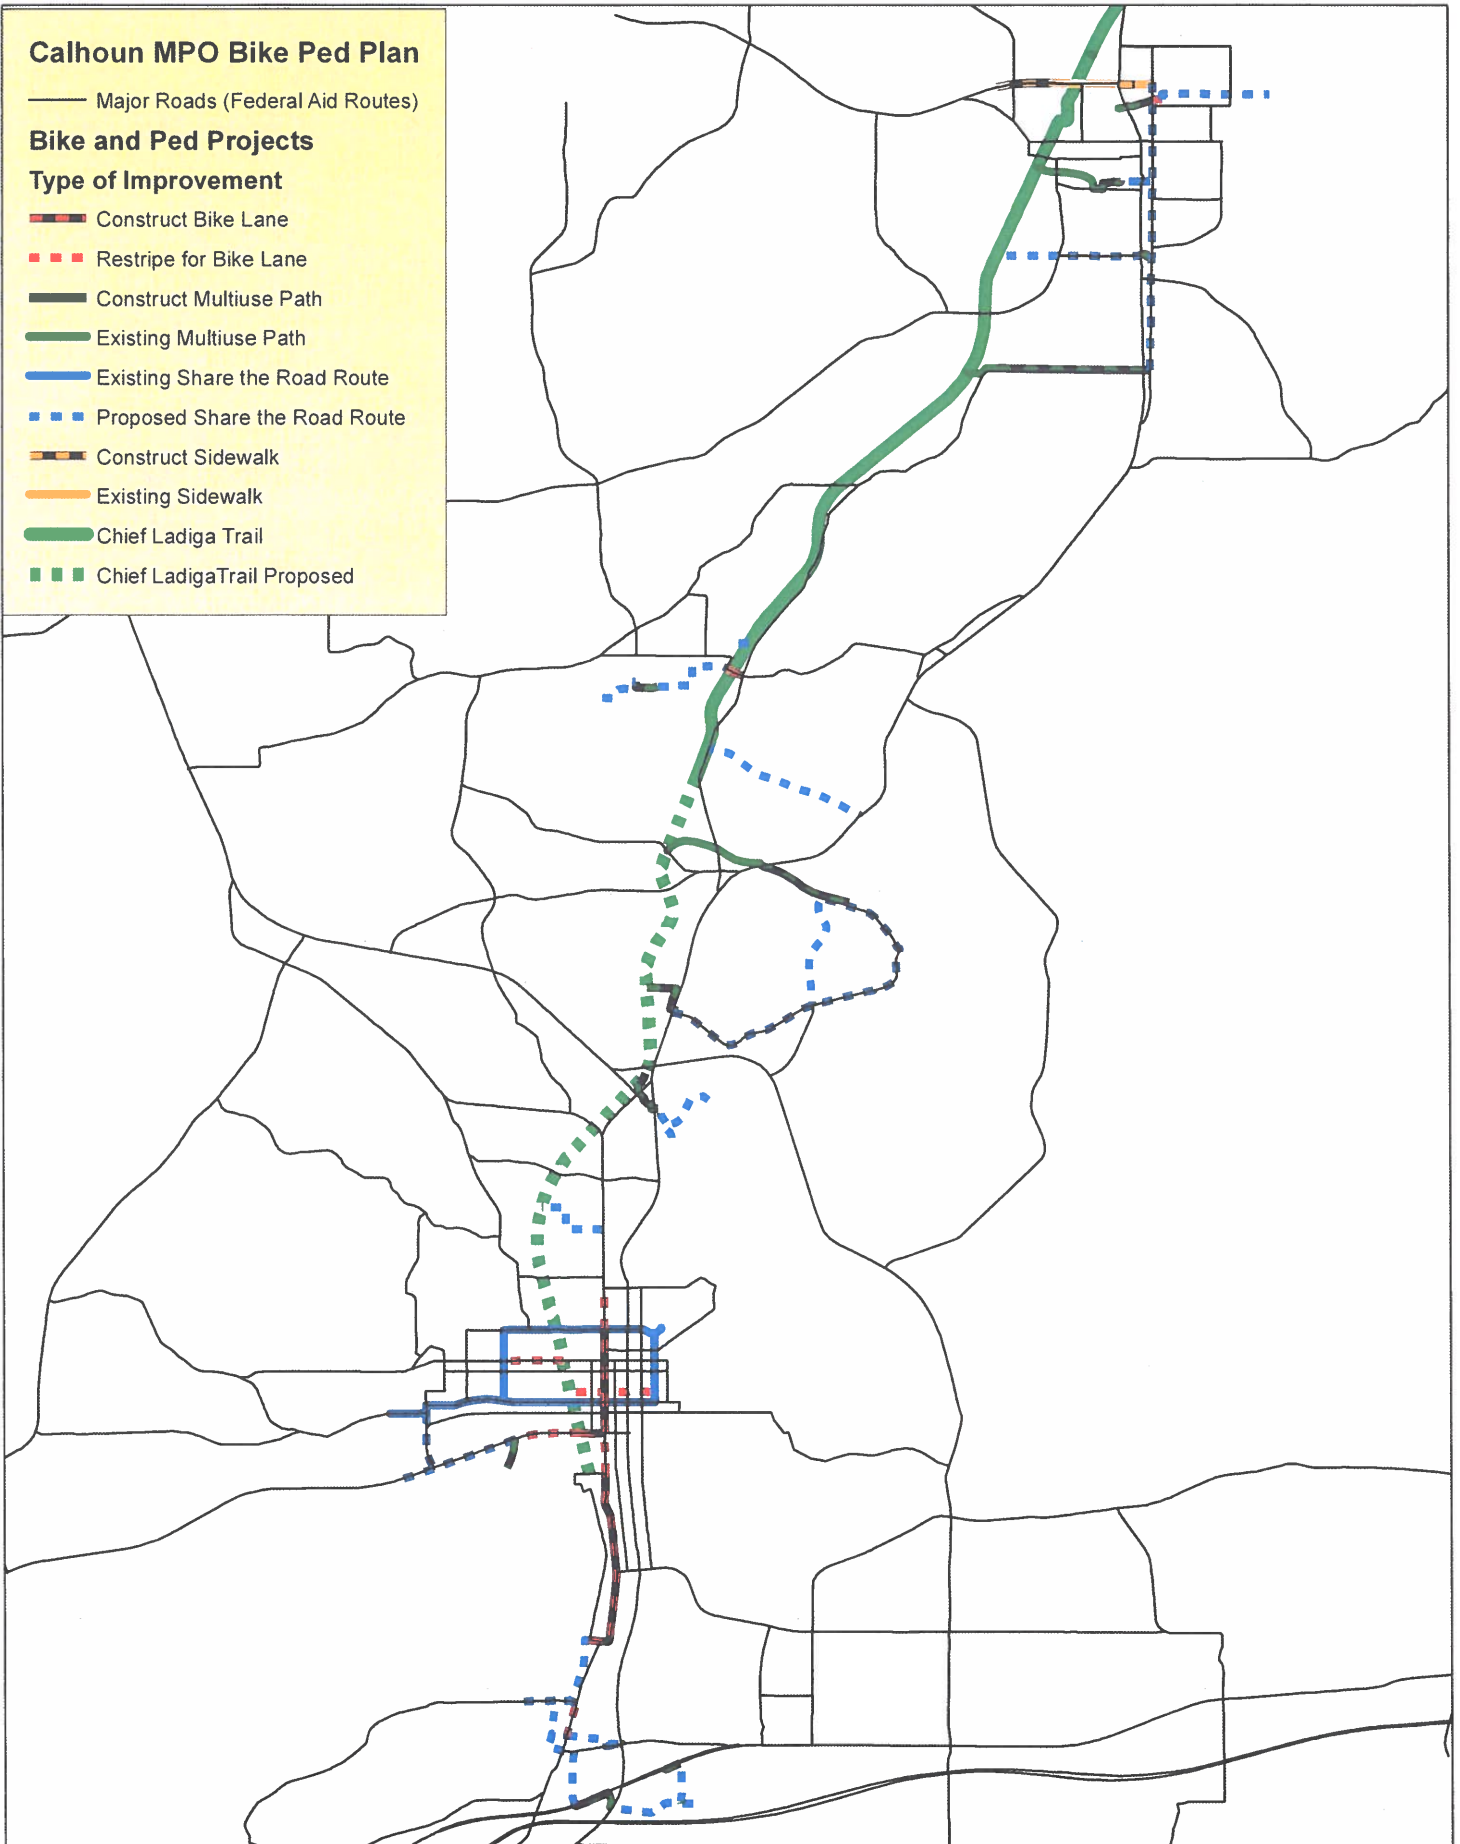 Calhoun MPO Bike Ped Plan
Major Roads (Federal Aid Routes)
Bike and Ped Projects
Type of Improvement
Construct Bike Lane
Restripe for Bike Lane
Construct Multiuse Path
Existing Multiuse Path
Existing Share the Road Route
Proposed Share the Road Route
Construct Sidewalk
Existing Sidewalk
Chief Ladiga Trail
Chief LadigaTrail Proposed